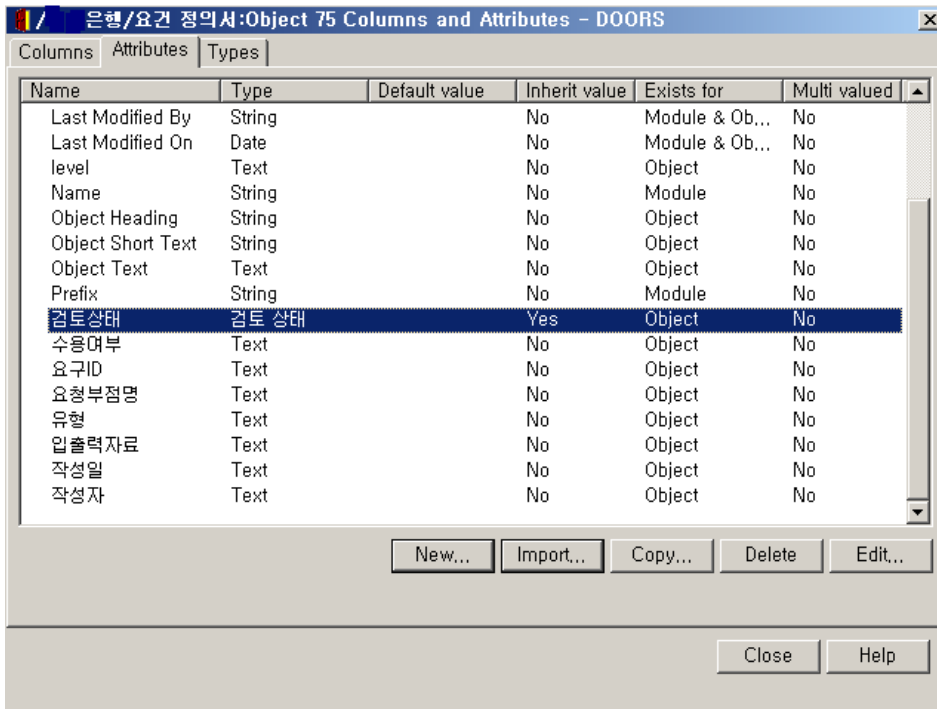 은행/요건 정의서:Object 75 Columns and Attributes - DOORS
Columns Attributes Types
Name Type Default value Inherit value Exists for Multi valued
Last Modified By String No Module & Ob,,, No
Last Modified On Date No Module & Ob,,, No
level Text No Object No
Name String No Module No
Object Heading String No Object No
Object Short Text String No Object No
Object Text Text No Object No
Prefix String No Module No
검토상태 검토 상태 Yes Object No
수용여부 Text No Object No
요구ID Text No Object No
요청부점명 Text No Object No
유형 Text No Object No
입출력자료 Text No Object No
작성일 Text No Object No
작성자 Text No Object No
New,,, Import,,, Copy,,, Delete Edit,,,
Close Help